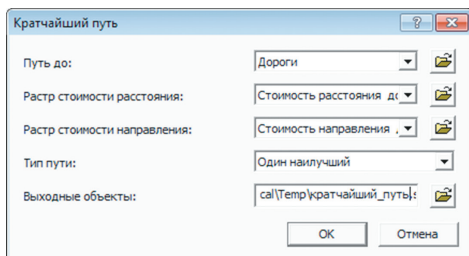 Кратчайший путь
Путь до: Дороги
Растр стоимости расстояния: Стоимость расстояния до
Растр стоимости направления: Стоимость направления
Тип пути: Один наилучший
Выходные объекты: cal\Temp\кратчайший_путь.s
OK Отмена